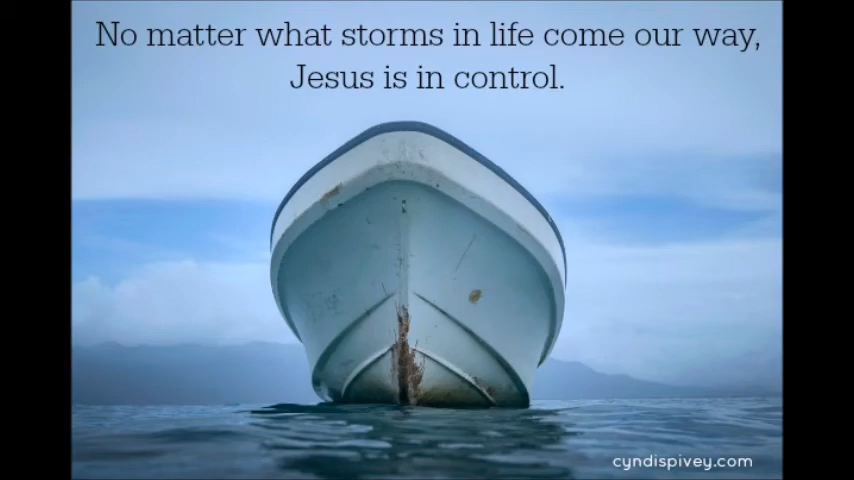 No matter what storms in life come our way,
Jesus is in control.
cyndispivey.com